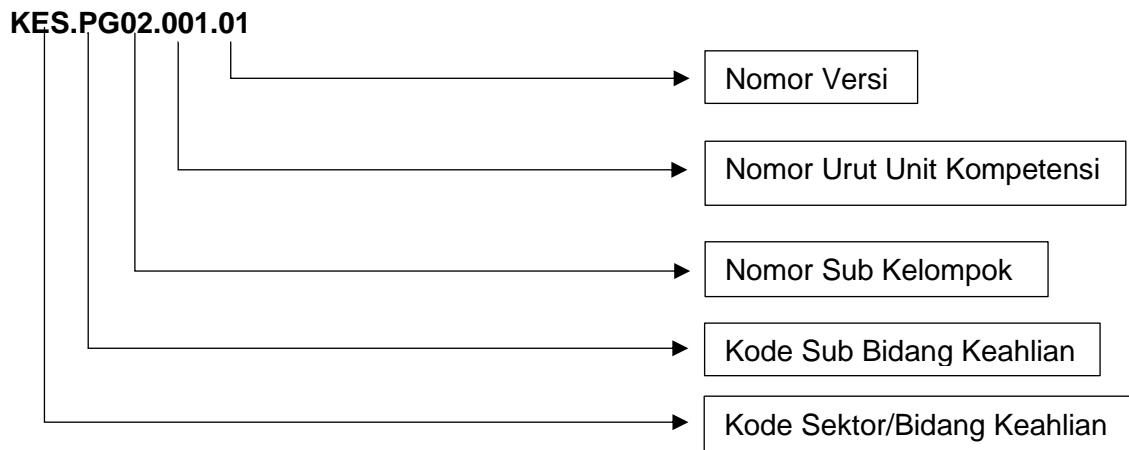 KES.PG02.001.01
Nomor Versi
Nomor Urut Unit Kompetensi
Nomor Sub Kelompok
Kode Sub Bidang Keahlian
Kode Sektor/Bidang Keahlian